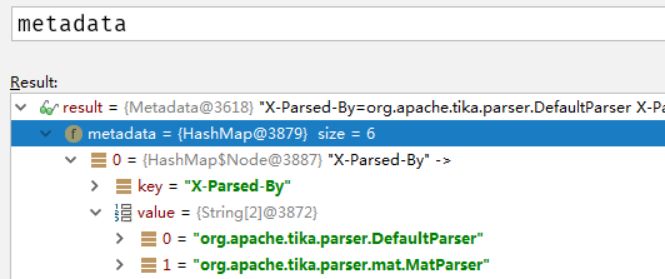 metadata
Result:
result = {Metadata@3618} "X-Parsed-By=org.apache.tika.parser.DefaultParser X-Pa
f metadata = {HashMap@3879} size = 6
0 = {HashMap$Node@3887} "X-Parsed-By" ->
key = "X-Parsed-By"
value = {String[2]@3872}
0 = "org.apache.tika.parser.DefaultParser"
1 = "org.apache.tika.parser.mat.MatParser"